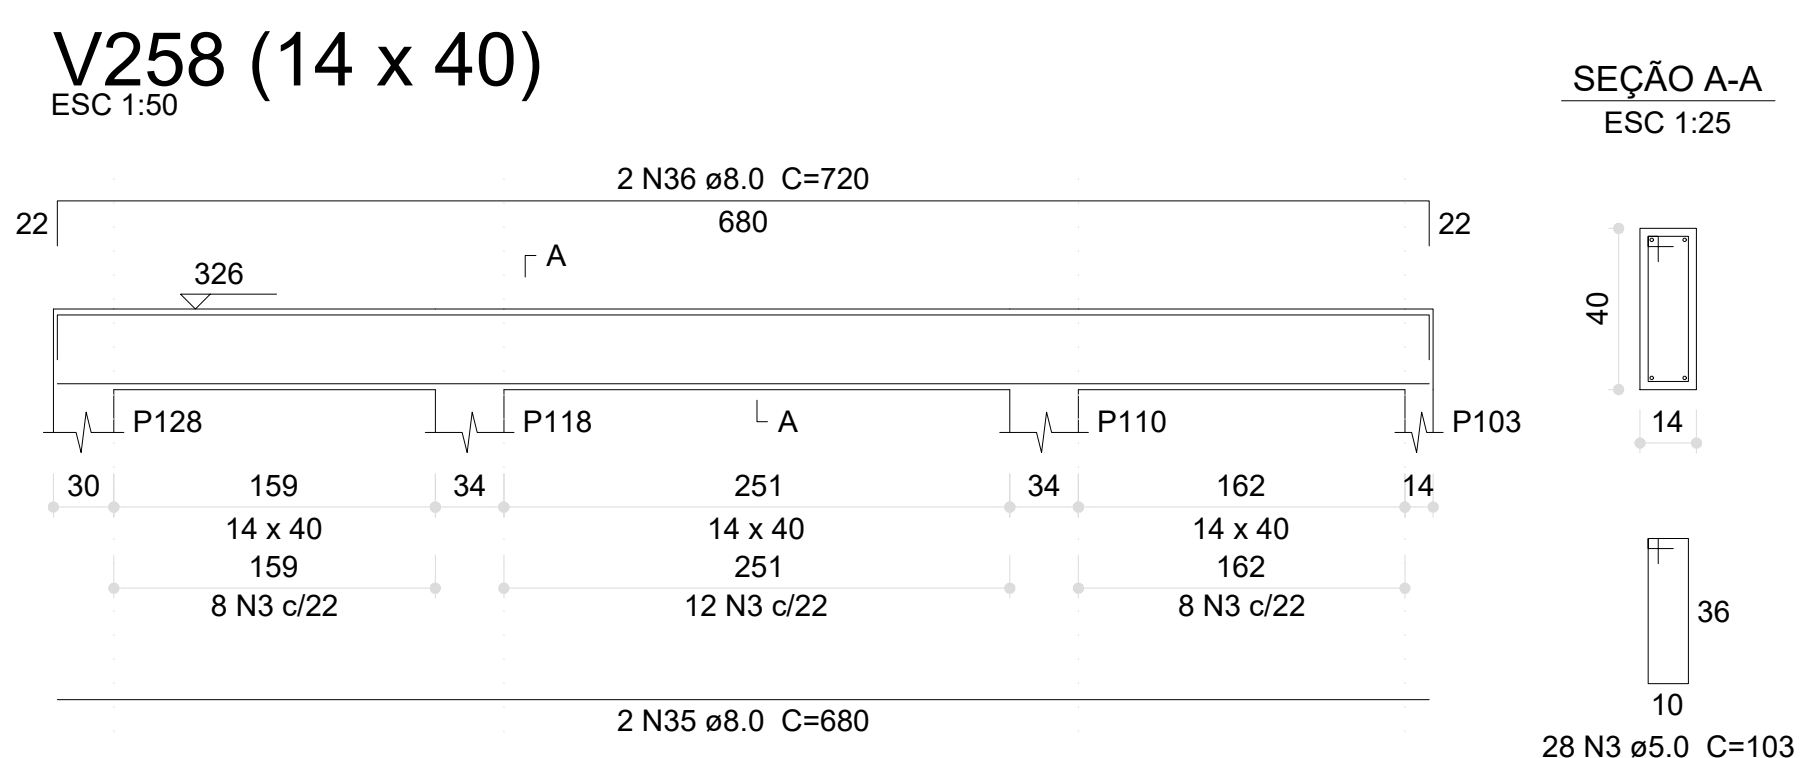 V258 (14 x 40)
ESC 1:50
SEÇÃO A-A
ESC 1:25
2 N36 ø8.0  C=720
22
680
22
A
326
40
P128
P118
A
P110
P103
14
30
159
34
251
34
162
14
14 x 40
14 x 40
14 x 40
159
251
162
8 N3 c/22
12 N3 c/22
8 N3 c/22
36
10
2 N35 ø8.0  C=680
28 N3 ø5.0  C=103